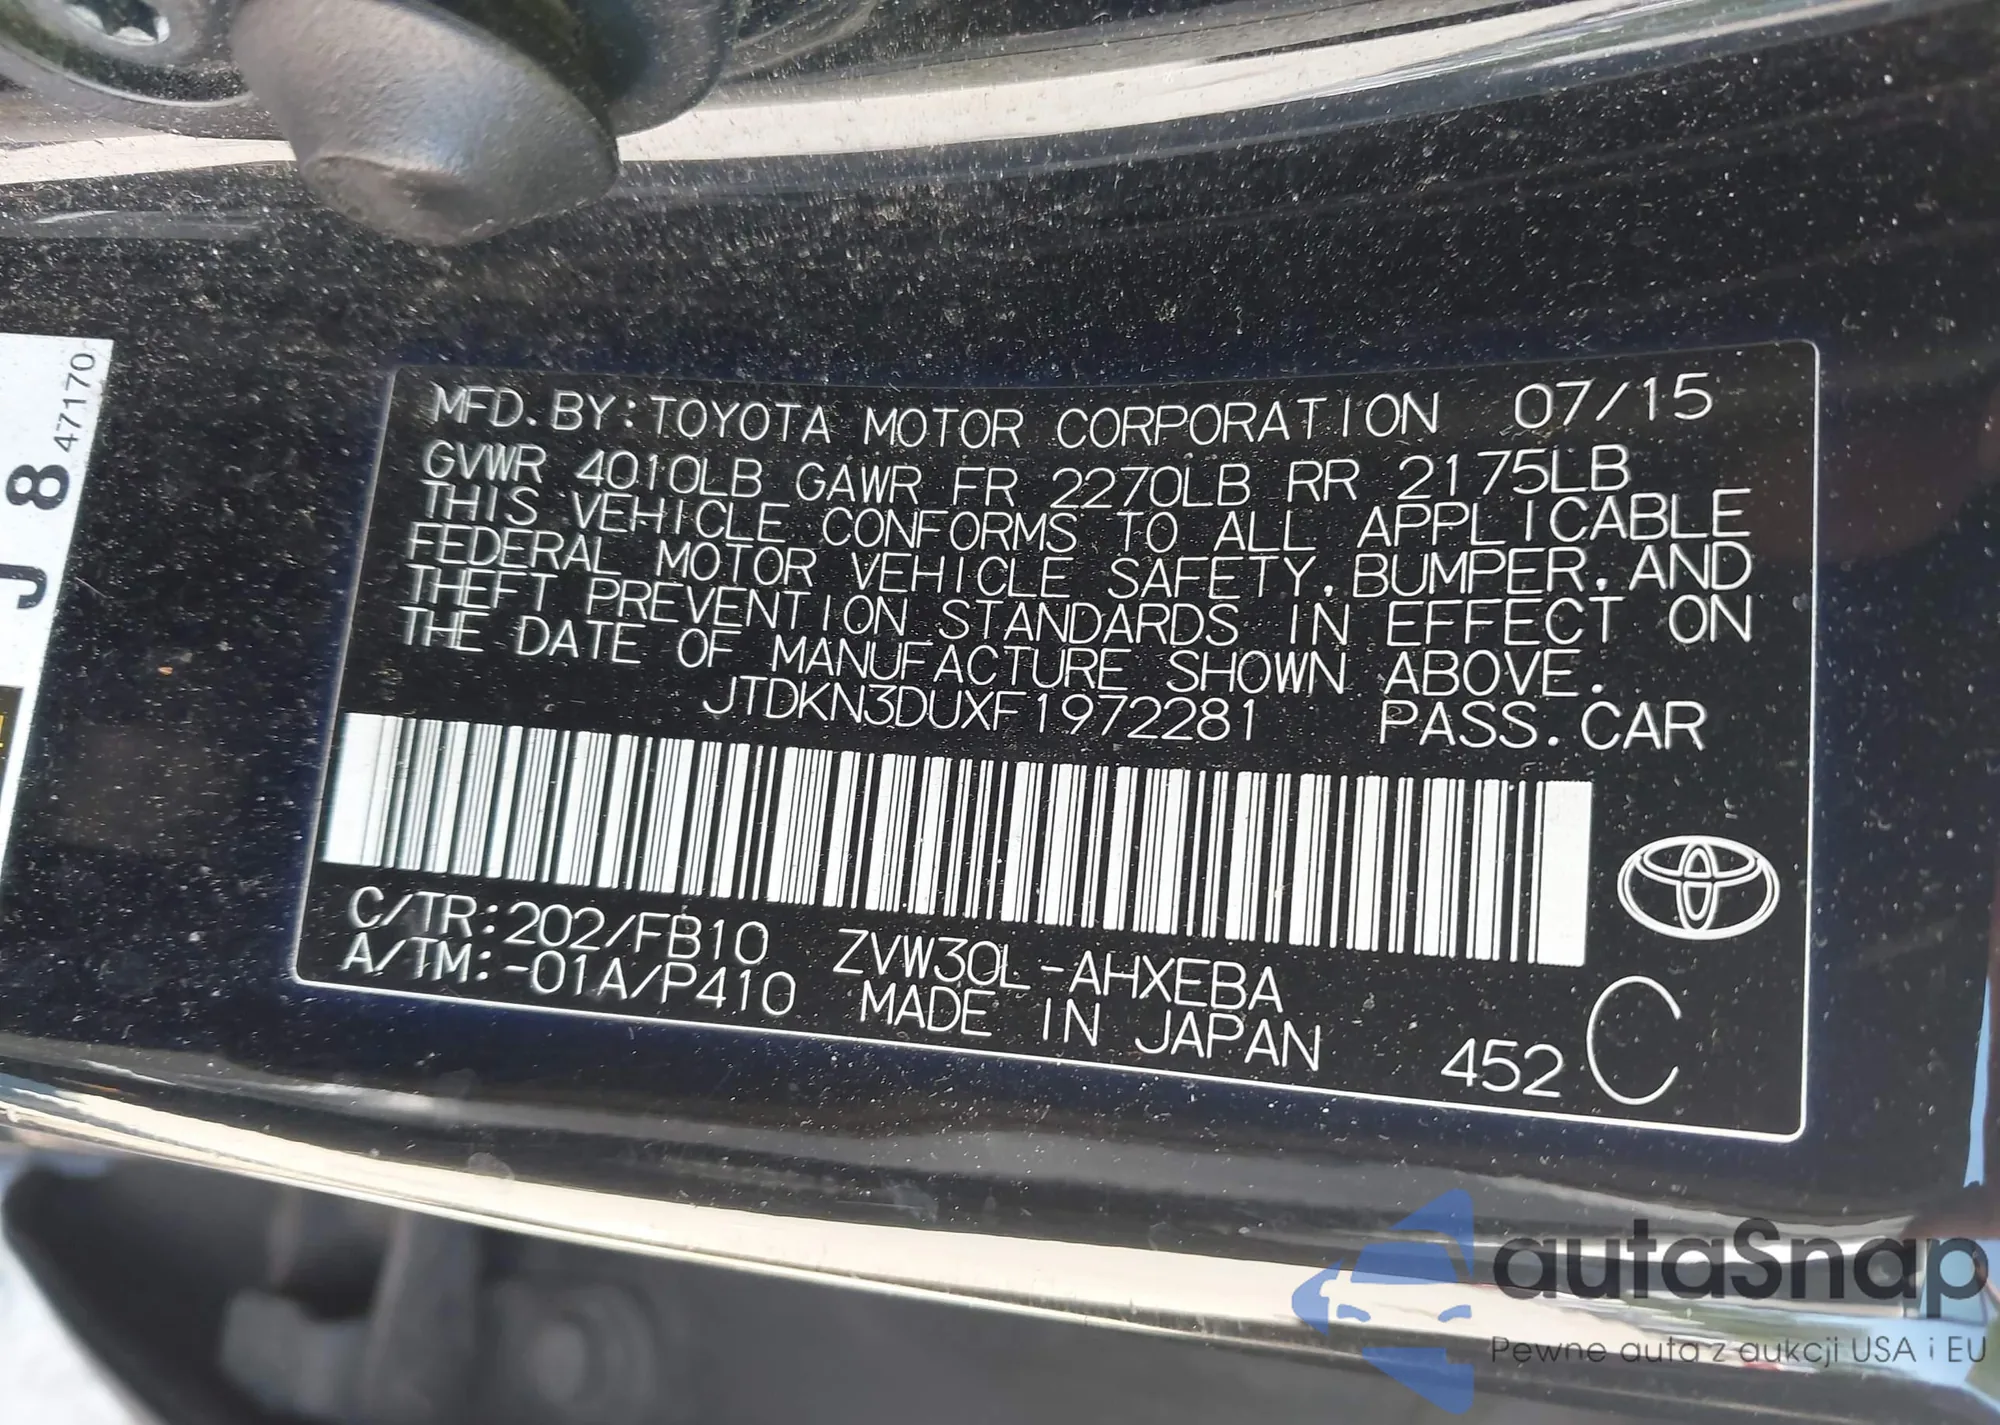 MFD. BY: TOYOTA MOTOR CORPORATION 07/15
GVWR 4010LB GAWR FR 2270LB RR 2175LB
THIS VEHICLE CONFORMS TO ALL APPLICABLE
FEDERAL MOTOR VEHICLE SAFETY, BUMPER, AND
THEFT PREVENTION STANDARDS IN EFFECT ON
THE DATE OF MANUFACTURE SHOWN ABOVE.
JTDKN3DUXF1972281 PASS. CAR
C/TR: 202/FB10 ZVW30L-AHXEBA
A/TM: -01A/P410 MADE IN JAPAN
452 C
J 8 47170
autaSnap
Pewne auta z aukcji USA i EU